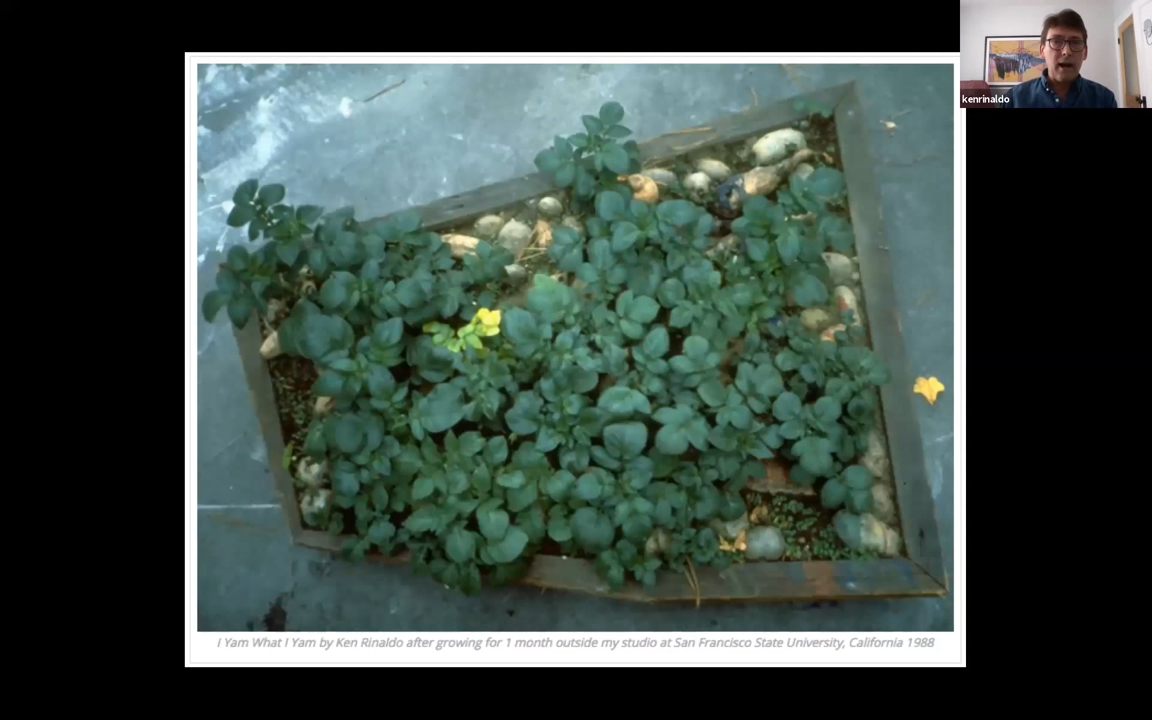 kenrinaldo
I Yam What I Yam by Ken Rinaldo after growing for 1 month outside my studio at San Francisco State University, California 1988